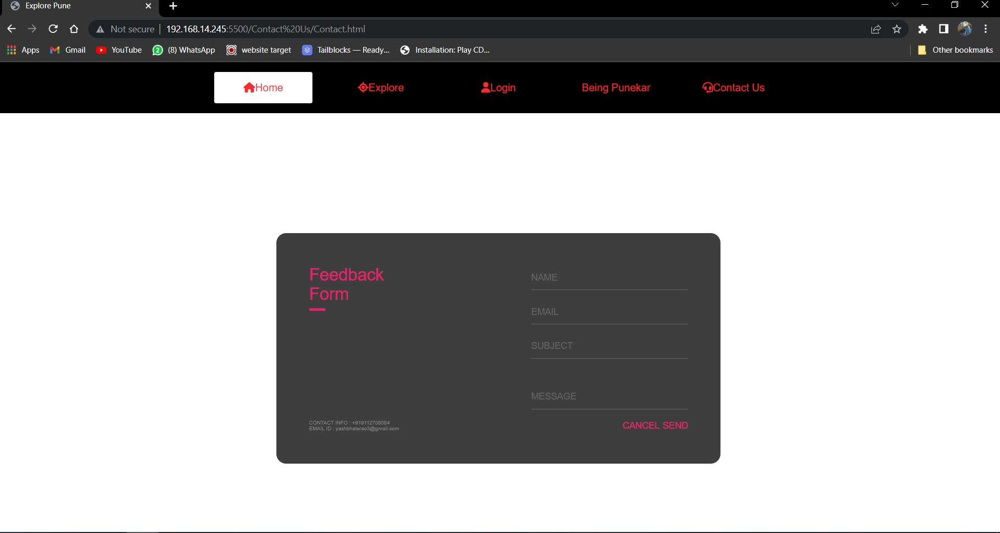 Explore Pune
Not secure 192.168.14.245:5500/Contact%20Us/Contact.html
Apps Gmail YouTube 2 (8) WhatsApp website target Tailblocks — Ready... Installation: Play CD... Other bookmarks
Home Explore Login Being Punekar Contact Us
Feedback
Form
NAME
EMAIL
SUBJECT
MESSAGE
CONTACT INFO : +919112708084
EMAIL ID : yashbhalerao3@gmail.com
CANCEL SEND